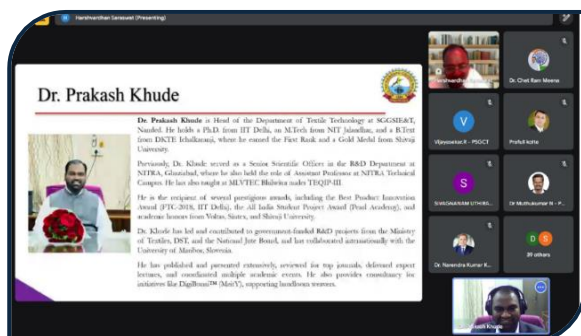 Harshvardhan Saraswat (Presenting)
Dr. Prakash Khude
Dr. Prakash Khude is Head of the Department of Textile Technology at SGGSIE&T,
Nanded. He holds a Ph.D. from IIT Delhi, an M.Tech from NIT Jalandhar, and a B.Text
from DKTE Ichalkaranji, where he earned the First Rank and a Gold Medal from Shivaji
University.
Previously, Dr. Khude served as a Senior Scientific Officer in the R&D Department at
NITRA, Ghaziabad, where he also held the role of Assistant Professor at NITRA Technical
Campus. He has also taught at MLVTEC Bhilwara under TEQIP-III.
He is the recipient of several prestigious awards, including the Best Product Innovation
Award (FTC-2018, IIT Delhi), the All India Student Project Award (Pearl Academy), and
academic honors from Voltas, Sintex, and Shivaji University.
Dr. Khude has led and contributed to government-funded R&D projects from the Ministry
of Textiles, DST, and the National Jute Board, and has collaborated internationally with the
University of Maribor, Slovenia.
He has published and presented extensively, reviewed for top journals, delivered expert
lectures, and coordinated multiple academic events. He also provides consultancy for
initiatives like DigiBunai™ (MeitY), supporting handloom weavers.
Dr. Chet Ram Meena
V
Vijayasekar R - PSGCT
Prafull kolte
S
SIVAGNANAM UTHIRA...
Dr Muthukumar N - P...
Dr. Narendra Kumar K...
D S
39 others
Khude